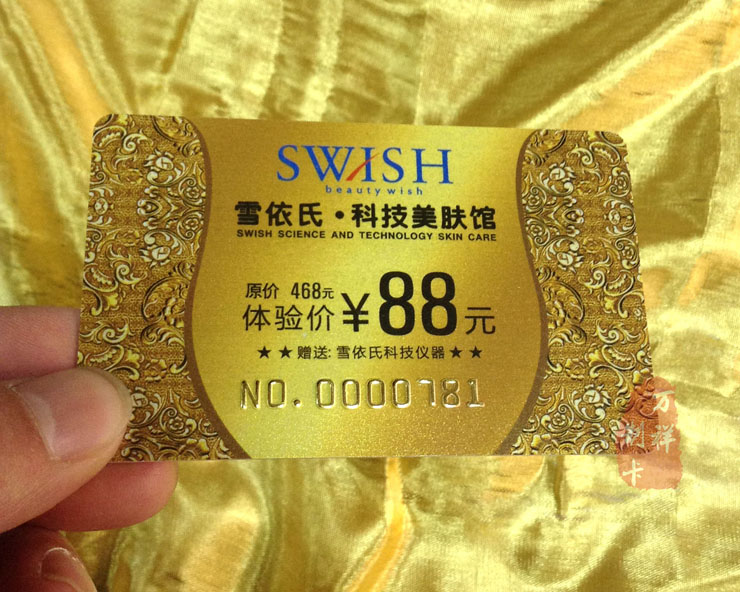 SWISH
beauty wish
雪依氏·科技美肤馆
SWISH SCIENCE AND TECHNOLOGY SKIN CARE
原价 468元
体验价¥88元
★★赠送: 雪依氏科技仪器★★
NO.0000781
万祥
制卡